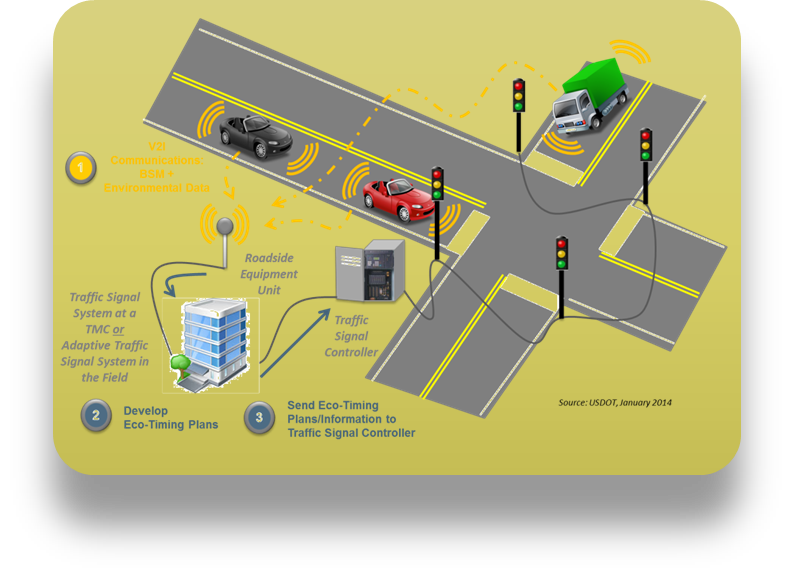 1
V2I
Communications:
BSM +
Environmental Data
Roadside
Equipment
Unit
Traffic Signal
System at a
TMC or
Adaptive Traffic
Signal System in
the Field
Traffic
Signal
Controller
2
Develop
Eco-Timing Plans
3
Send Eco-Timing
Plans/Information to
Traffic Signal Controller
Source: USDOT, January 2014